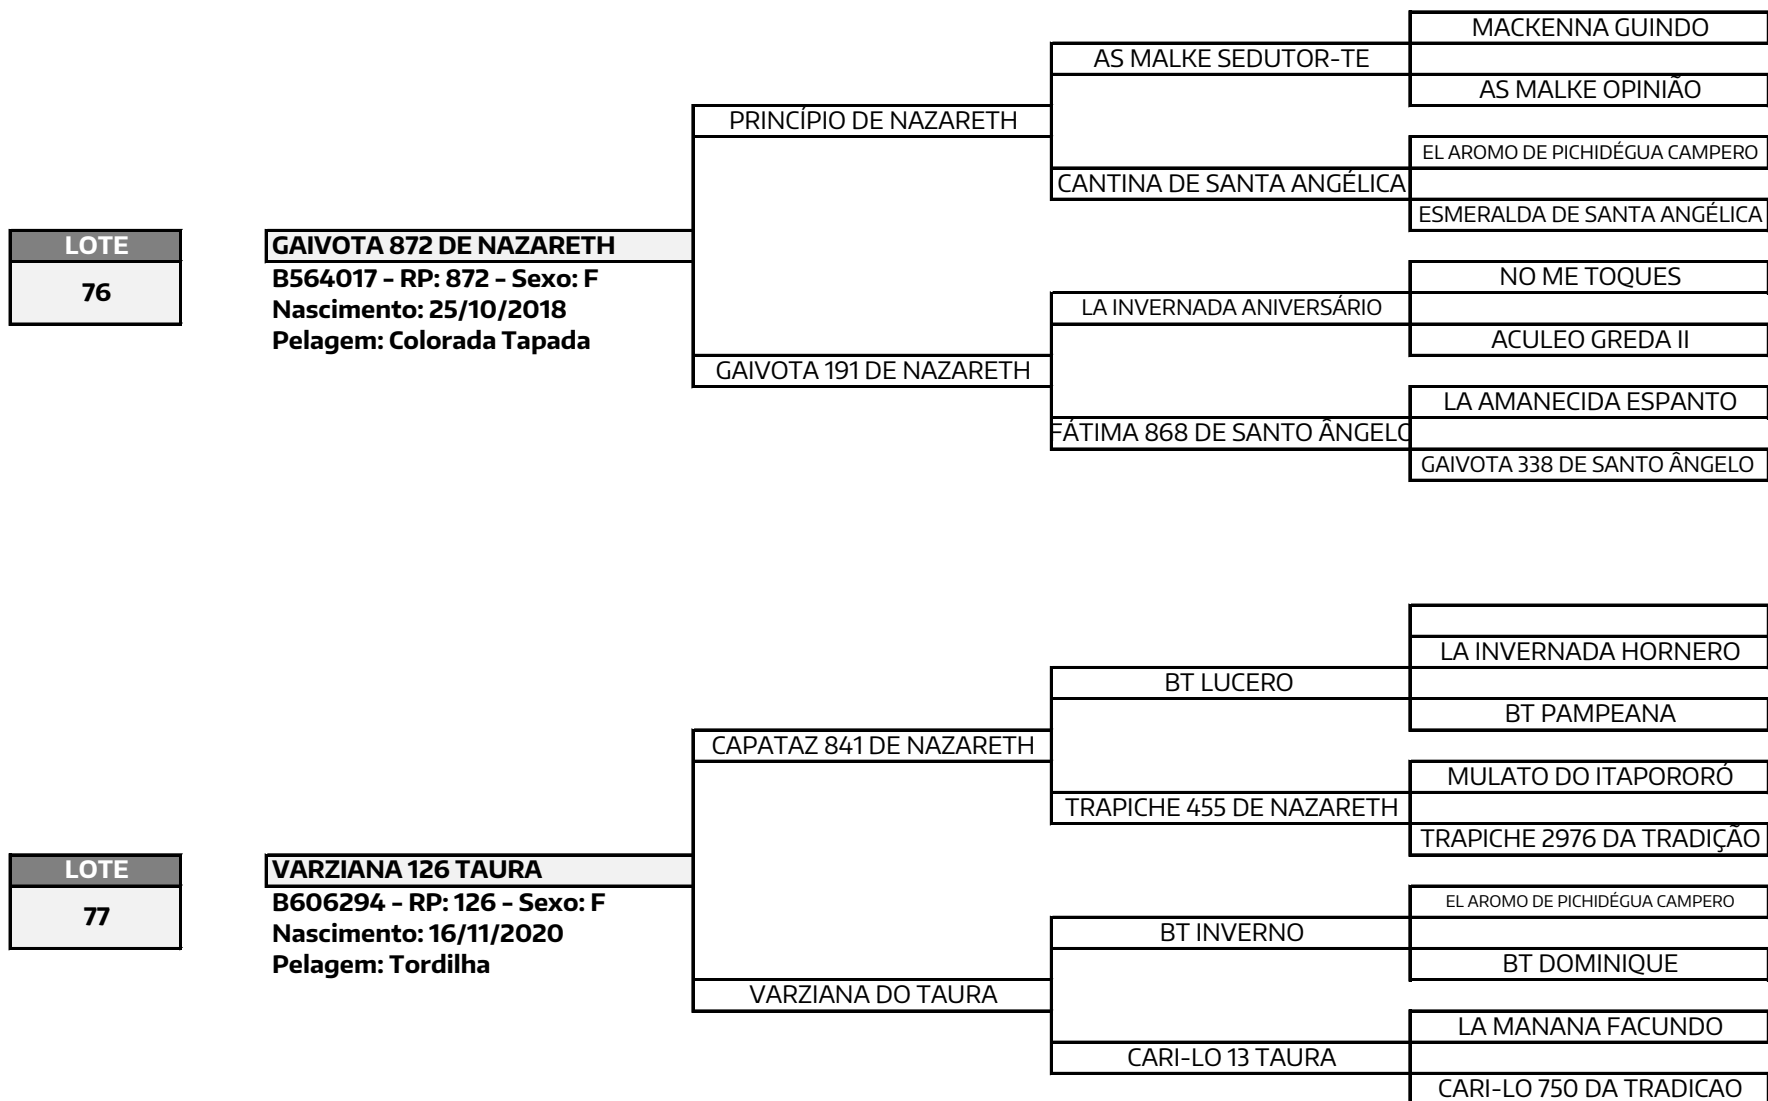 MACKENNA GUINDO
AS MALKE SEDUTOR-TE
AS MALKE OPINIÃO
PRINCÍPIO DE NAZARETH
EL AROMO DE PICHIDÉGUA CAMPERO
CANTINA DE SANTA ANGÉLICA
ESMERALDA DE SANTA ANGÉLICA
LOTE
76
GAIVOTA 872 DE NAZARETH
B564017 - RP: 872 - Sexo: F
Nascimento: 25/10/2018
Pelagem: Colorada Tapada
NO ME TOQUES
LA INVERNADA ANIVERSÁRIO
ACULEO GREDA II
GAIVOTA 191 DE NAZARETH
LA AMANECIDA ESPANTO
FÁTIMA 868 DE SANTO ÂNGELO
GAIVOTA 338 DE SANTO ÂNGELO
LA INVERNADA HORNERO
BT LUCERO
BT PAMPEANA
CAPATAZ 841 DE NAZARETH
MULATO DO ITAPORORÓ
TRAPICHE 455 DE NAZARETH
TRAPICHE 2976 DA TRADIÇÃO
LOTE
77
VARZIANA 126 TAURA
B606294 - RP: 126 - Sexo: F
Nascimento: 16/11/2020
Pelagem: Tordilha
EL AROMO DE PICHIDÉGUA CAMPERO
BT INVERNO
BT DOMINIQUE
VARZIANA DO TAURA
LA MANANA FACUNDO
CARI-LO 13 TAURA
CARI-LO 750 DA TRADICAO